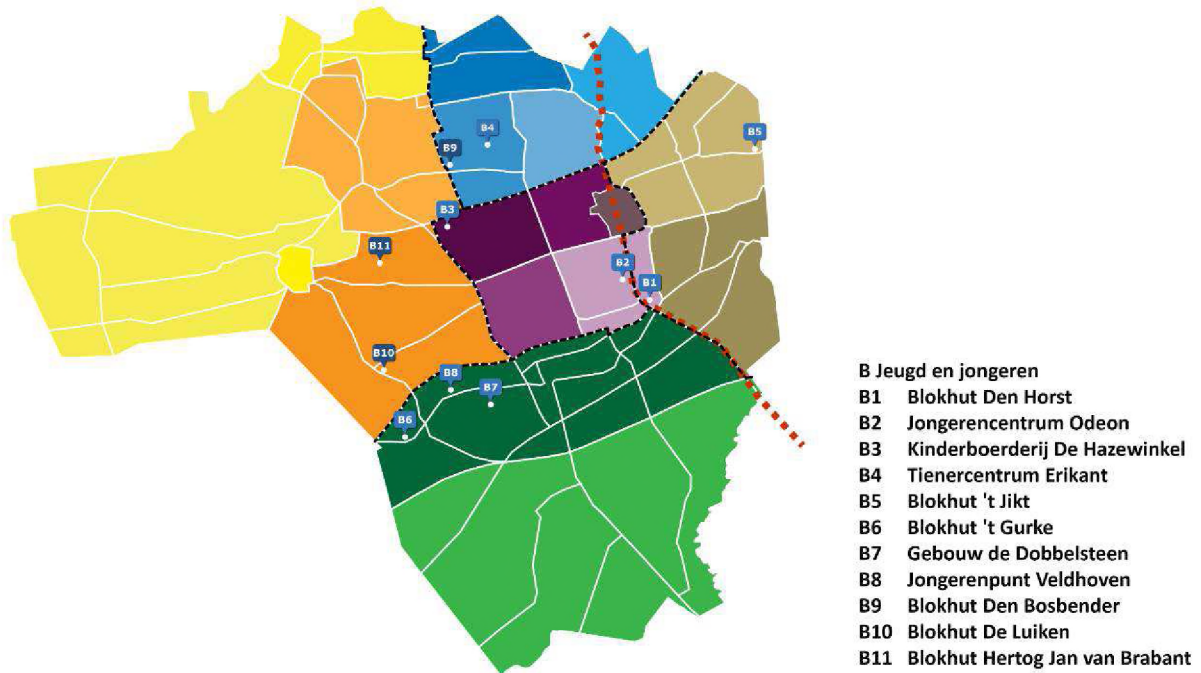 B4
B5
B9
B3
B11
B2
B1
B10
B8
B7
B6
B Jeugd en jongeren
B1 Blokhut Den Horst
B2 Jongerencentrum Odeon
B3 Kinderboerderij De Hazewinkel
B4 Tienercentrum Erikant
B5 Blokhut 't Jikt
B6 Blokhut 't Gurke
B7 Gebouw de Dobbelsteen
B8 Jongerenpunt Veldhoven
B9 Blokhut Den Bosbender
B10 Blokhut De Luiken
B11 Blokhut Hertog Jan van Brabant